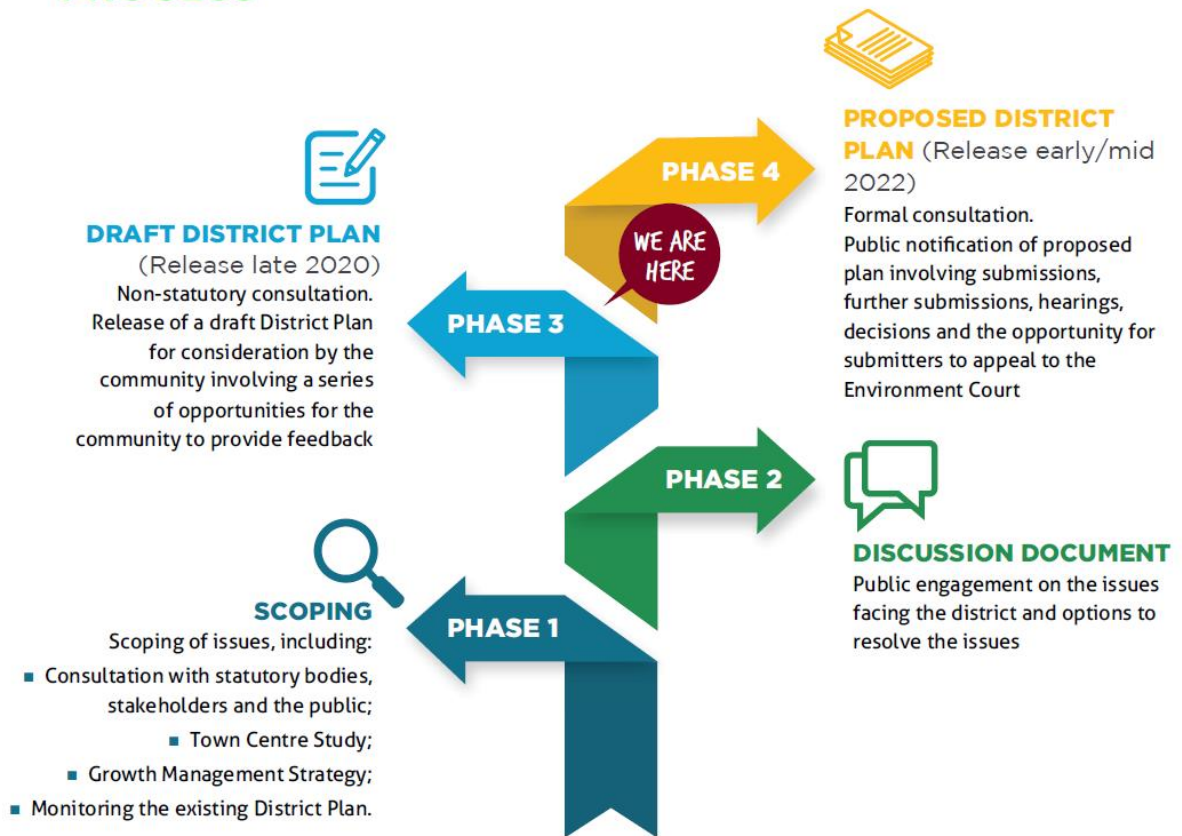 PROPOSED DISTRICT
PLAN (Release early/mid
2022)
Formal consultation.
Public notification of proposed
plan involving submissions,
further submissions, hearings,
decisions and the opportunity for
submitters to appeal to the
Environment Court
PHASE 4
WE ARE
HERE
DRAFT DISTRICT PLAN
(Release late 2020)
Non-statutory consultation.
Release of a draft District Plan
for consideration by the
community involving a series
of opportunities for the
community to provide feedback
PHASE 3
PHASE 2
DISCUSSION DOCUMENT
Public engagement on the issues
facing the district and options to
resolve the issues
SCOPING
Scoping of issues, including:
■ Consultation with statutory bodies,
stakeholders and the public;
■ Town Centre Study;
■ Growth Management Strategy;
■ Monitoring the existing District Plan.
PHASE 1